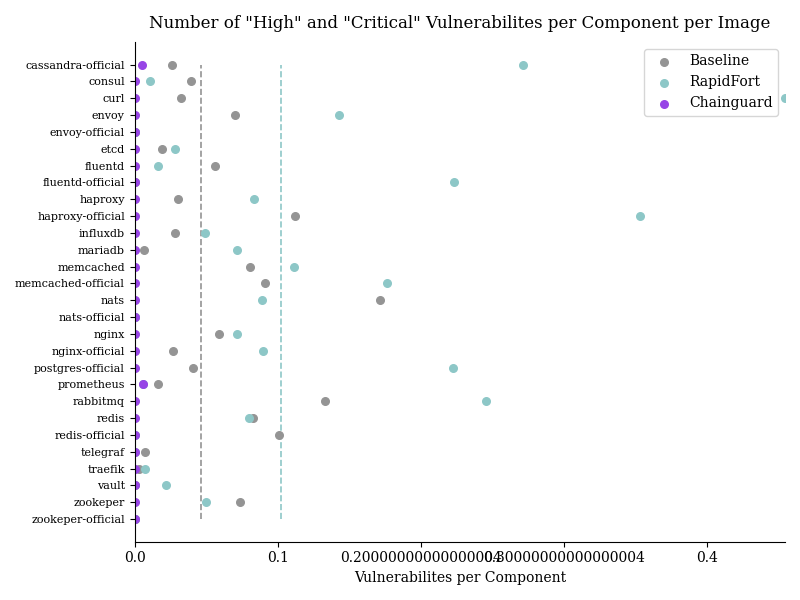 Number of "High" and "Critical" Vulnerabilites per Component per Image
Baseline
RapidFort
Chainguard
cassandra-official
consul
curl
envoy
envoy-official
etcd
fluentd
fluentd-official
haproxy
haproxy-official
influxdb
mariadb
memcached
memcached-official
nats
nats-official
nginx
nginx-official
postgres-official
prometheus
rabbitmq
redis
redis-official
telegraf
traefik
vault
zookeper
zookeper-official
0.0 0.1 0.20000000000000004 0.30000000000000004 0.4
Vulnerabilites per Component